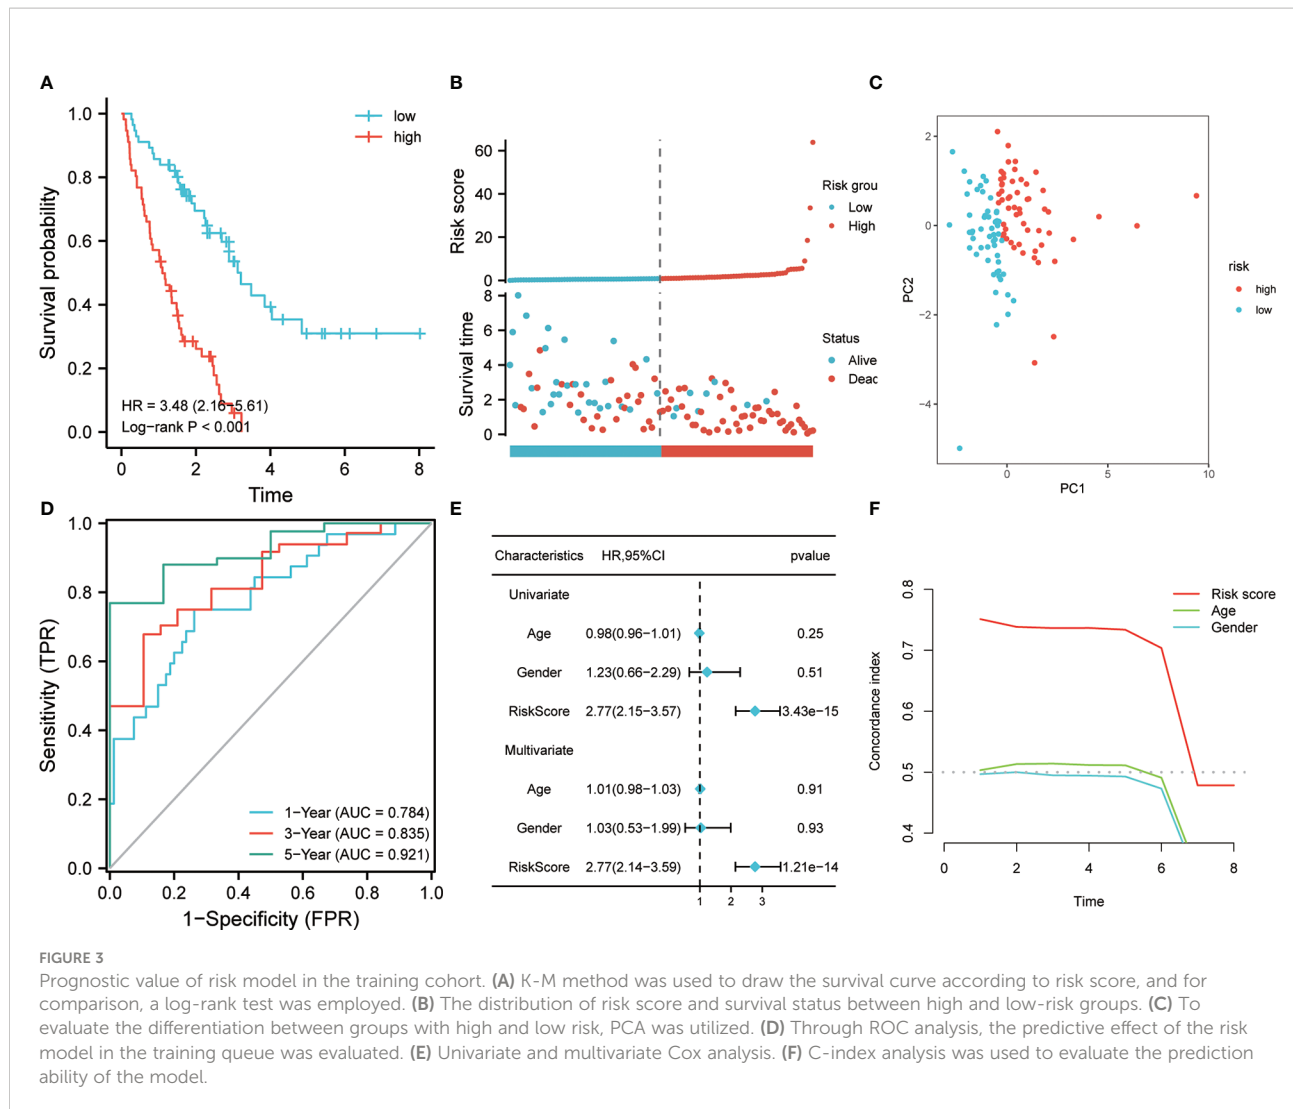 A
1.0
0.8
0.6
0.4
0.2
0.0
Survival probability
low
high
HR = 3.48 (2.16−5.61)
Log−rank P < 0.001
0 2 4 6 8
Time
B
60
40
20
0
Risk score
Risk grou
Low
High
8
6
4
2
0
Survival time
Status
Alive
Deac
C
2
0
−2
−4
PC2
0 5 10
PC1
risk
high
low
D
1.0
0.8
0.6
0.4
0.2
0.0
Sensitivity (TPR)
1−Year (AUC = 0.784)
3−Year (AUC = 0.835)
5−Year (AUC = 0.921)
0.0 0.2 0.4 0.6 0.8 1.0
1−Specificity (FPR)
E
Characteristics HR,95%CI pvalue
Univariate
Age 0.98(0.96−1.01) 0.25
Gender 1.23(0.66−2.29) 0.51
RiskScore 2.77(2.15−3.57) 3.43e−15
Multivariate
Age 1.01(0.98−1.03) 0.91
Gender 1.03(0.53−1.99) 0.93
RiskScore 2.77(2.14−3.59) 1.21e−14
1 2 3
F
0.8
0.7
0.6
0.5
0.4
Concordance index
Risk score
Age
Gender
0 2 4 6 8
Time
FIGURE 3
Prognostic value of risk model in the training cohort. (A) K-M method was used to draw the survival curve according to risk score, and for
comparison, a log-rank test was employed. (B) The distribution of risk score and survival status between high and low-risk groups. (C) To
evaluate the differentiation between groups with high and low risk, PCA was utilized. (D) Through ROC analysis, the predictive effect of the risk
model in the training queue was evaluated. (E) Univariate and multivariate Cox analysis. (F) C-index analysis was used to evaluate the prediction
ability of the model.